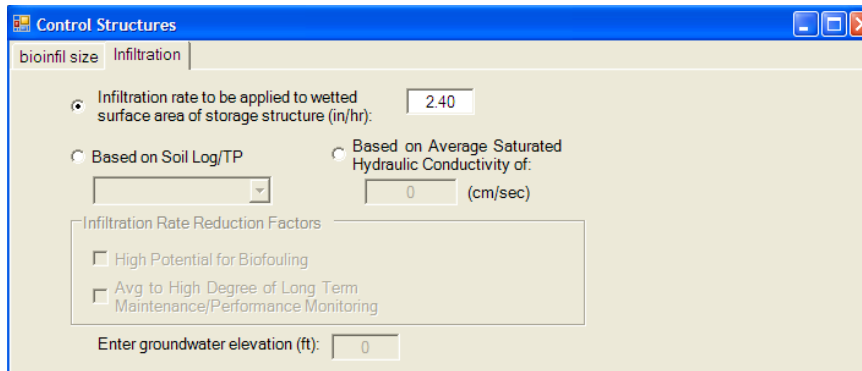 Control Structures
bioinfil size Infiltration
Infiltration rate to be applied to wetted
surface area of storage structure (in/hr):
2.40
Based on Soil Log/TP
Based on Average Saturated
Hydraulic Conductivity of:
0 (cm/sec)
Infiltration Rate Reduction Factors
High Potential for Biofouling
Avg to High Degree of Long Term
Maintenance/Performance Monitoring
Enter groundwater elevation (ft): 0